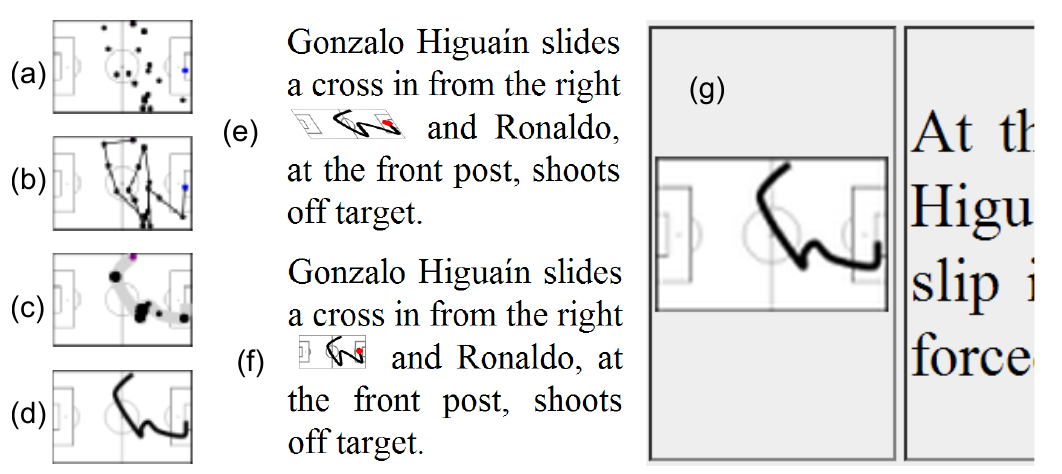 (a)
(b)
(c)
(d)
(e)
Gonzalo Higuaín slides
a cross in from the right
and Ronaldo,
at the front post, shoots
off target.
(f)
Gonzalo Higuaín slides
a cross in from the right
and Ronaldo, at
the front post, shoots
off target.
(g)
At th
Higu
slip i
force